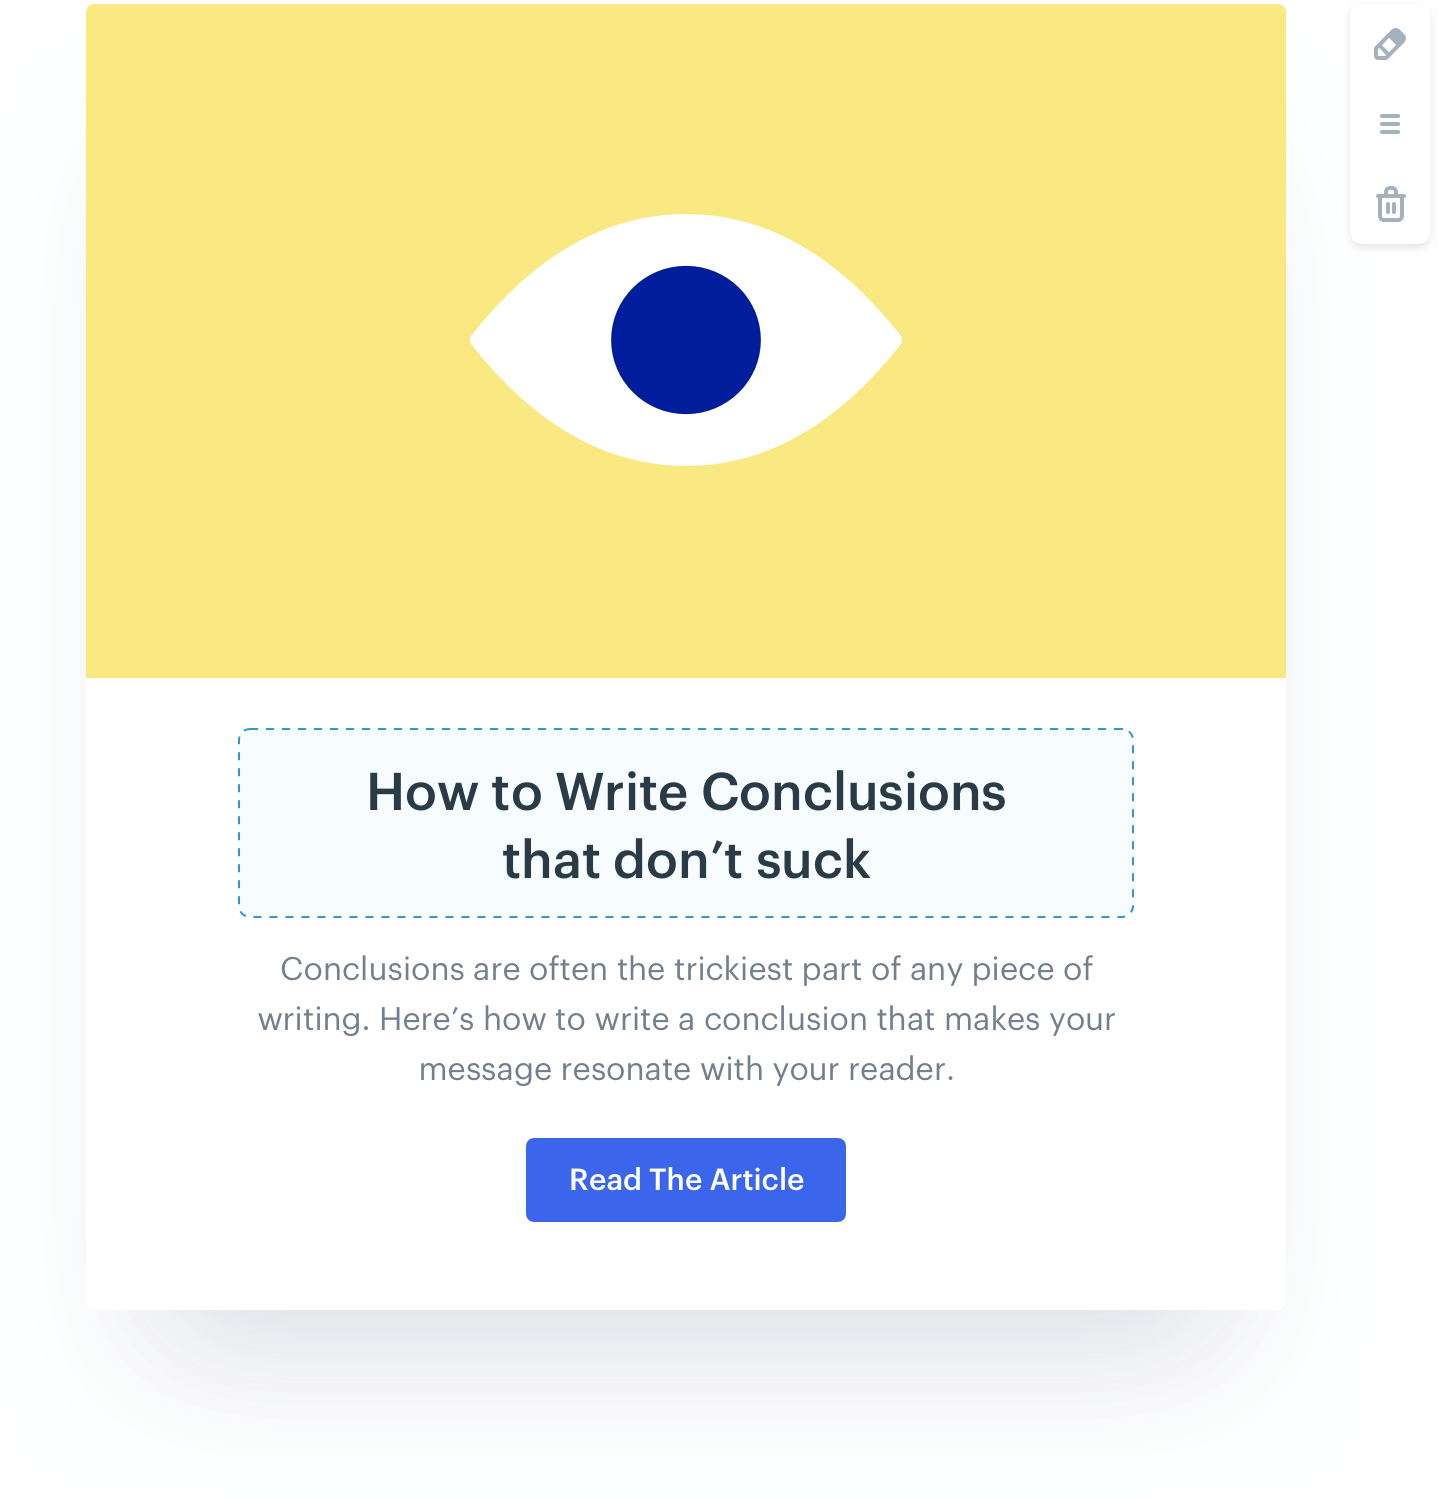 How to Write Conclusions
that don’t suck
Conclusions are often the trickiest part of any piece of
writing. Here’s how to write a conclusion that makes your
message resonate with your reader.
Read The Article